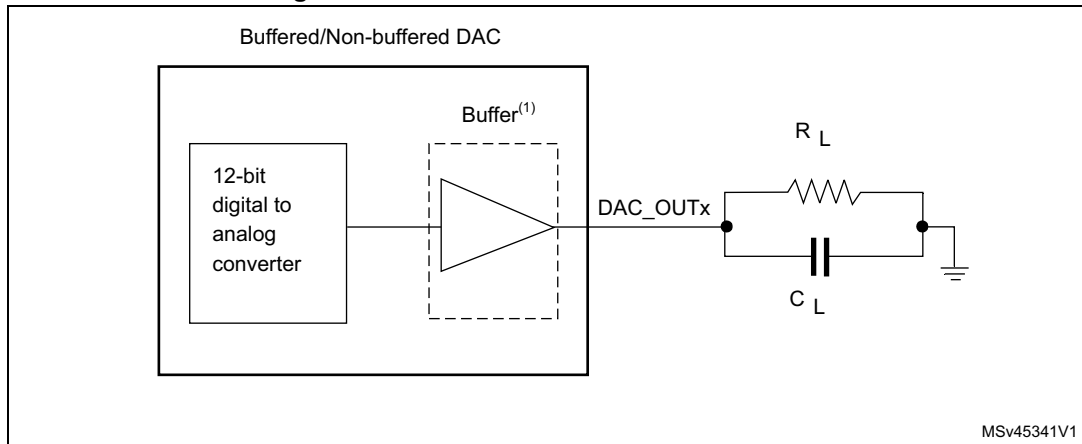 Buffered/Non-buffered DAC
Buffer(1)
12-bit
digital to
analog
converter
DAC_OUTx
R L
C L
MSv45341V1